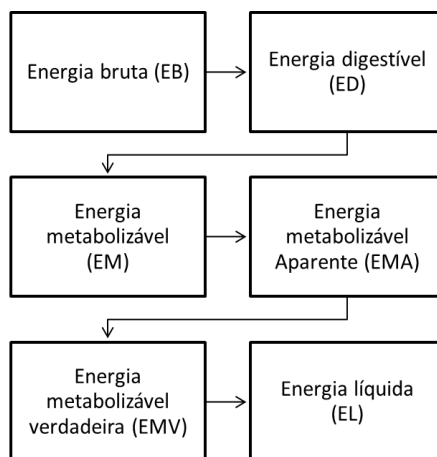 Energia bruta (EB)
Energia digestível
(ED)
Energia
metabolizável
(EM)
Energia
metabolizável
Aparente (EMA)
Energia
metabolizável
verdadeira (EMV)
Energia líquida
(EL)